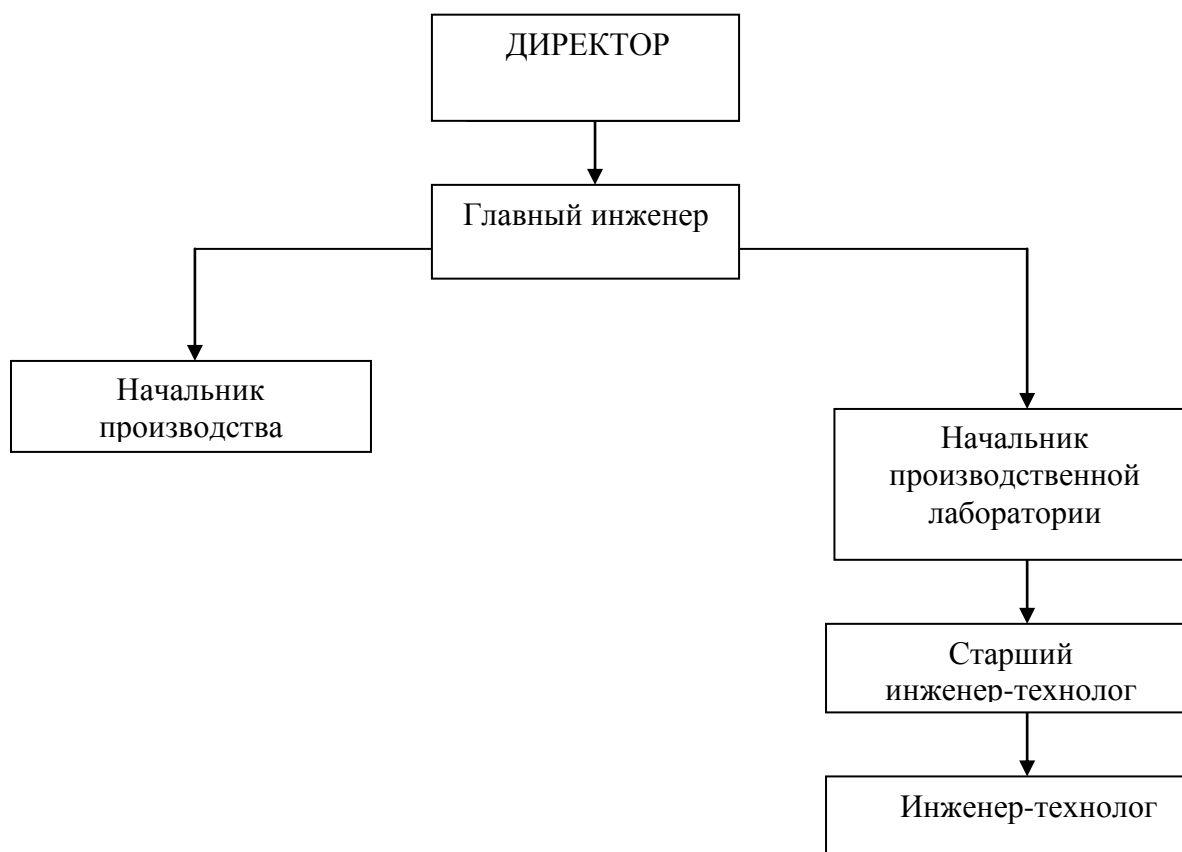 ДИРЕКТОР
Главный инженер
Начальник
производства
Начальник
производственной
лаборатории
Старший
инженер-технолог
Инженер-технолог